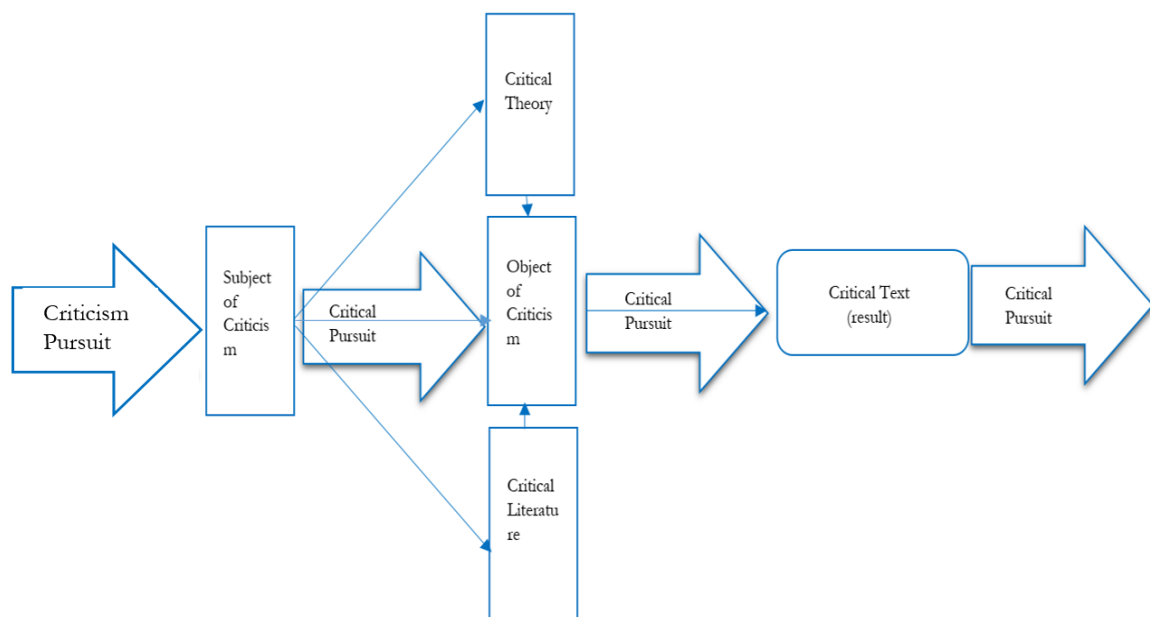 Critical
Theory
Criticism
Pursuit
Subject
of
Criticis
m
Critical
Pursuit
Object
of
Criticis
m
Critical
Pursuit
Critical Text
(result)
Critical
Pursuit
Critical
Literatu
re